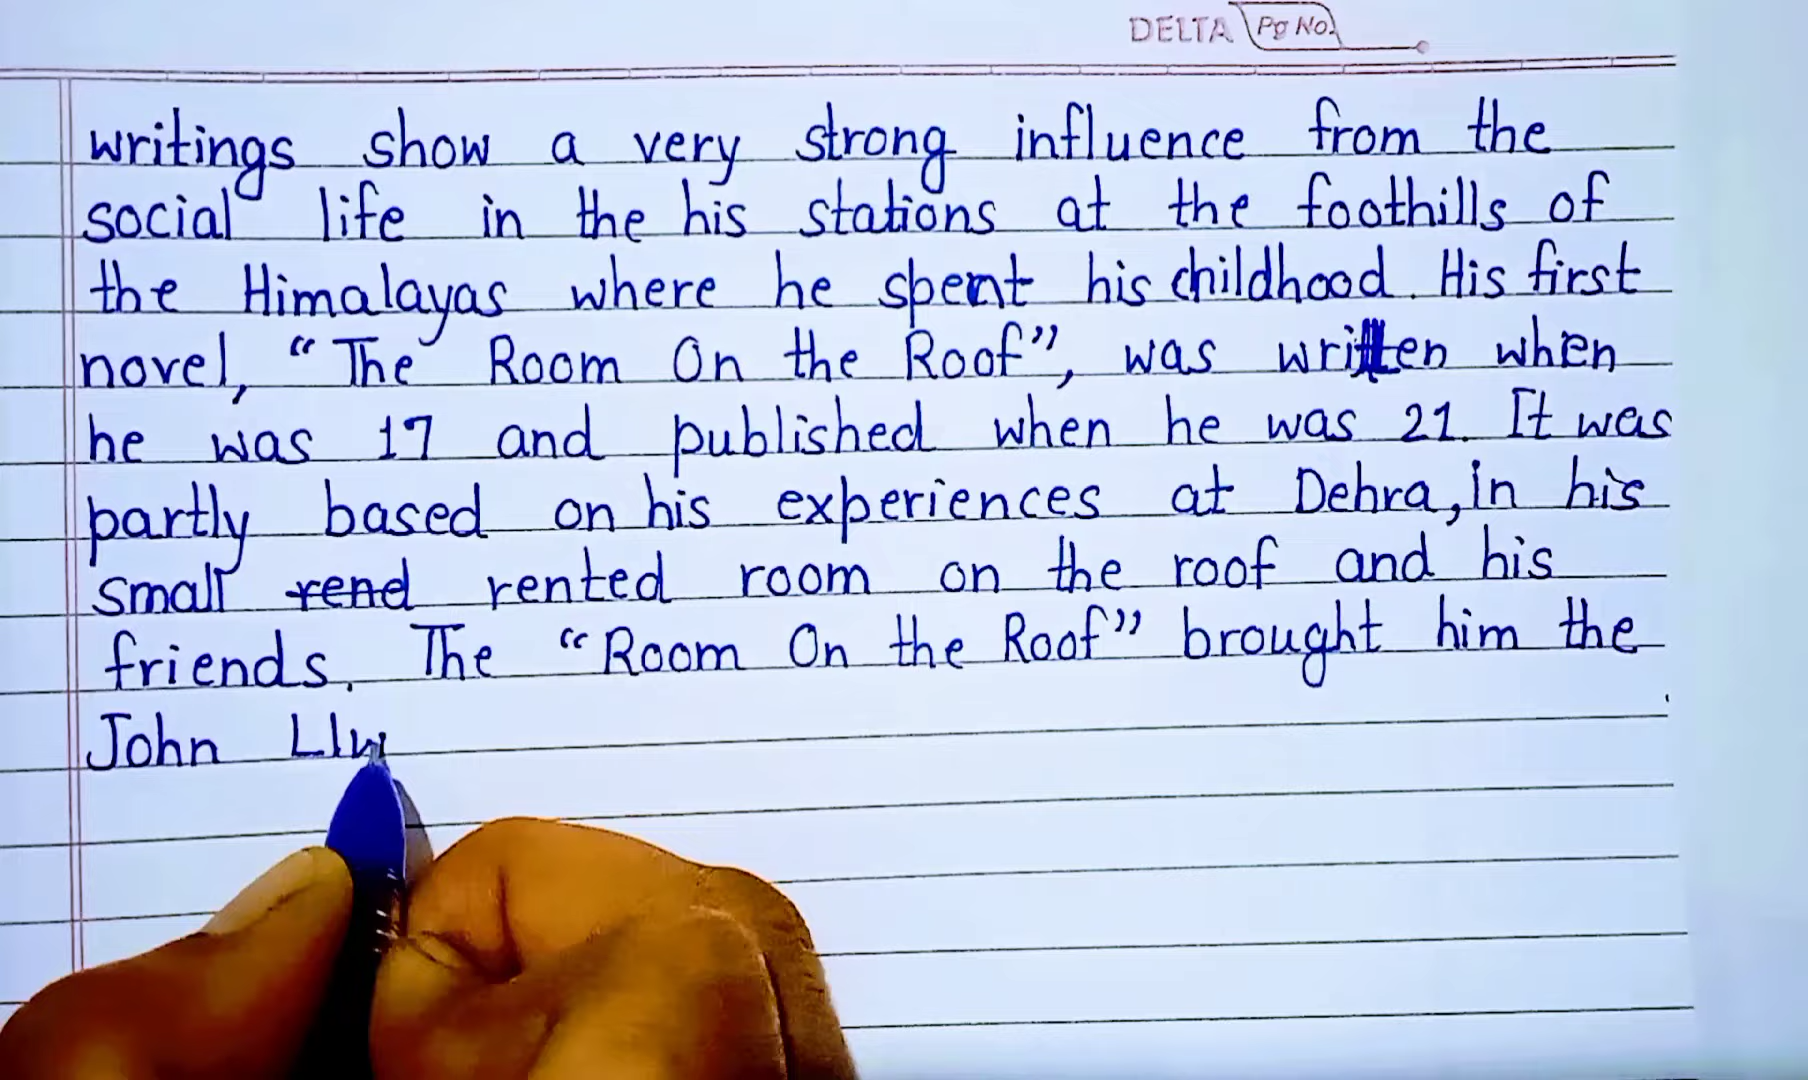 DELTA Pg No.
writings show a very strong influence from the
social life in the his stations at the foothills of
the Himalayas where he spent his childhood. His first
novel, “The Room On the Roof”, was written when
he was 17 and published when he was 21. It was
partly based on his experiences at Dehra, in his
small rend rented room on the roof and his
friends. The “Room On the Roof” brought him the
John Llw